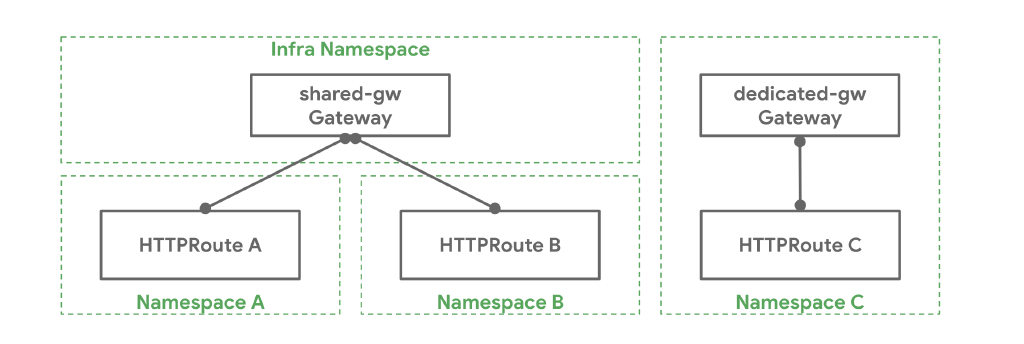 Infra Namespace
shared-gw
Gateway
dedicated-gw
Gateway
HTTPRoute A
HTTPRoute B
HTTPRoute C
Namespace A
Namespace B
Namespace C